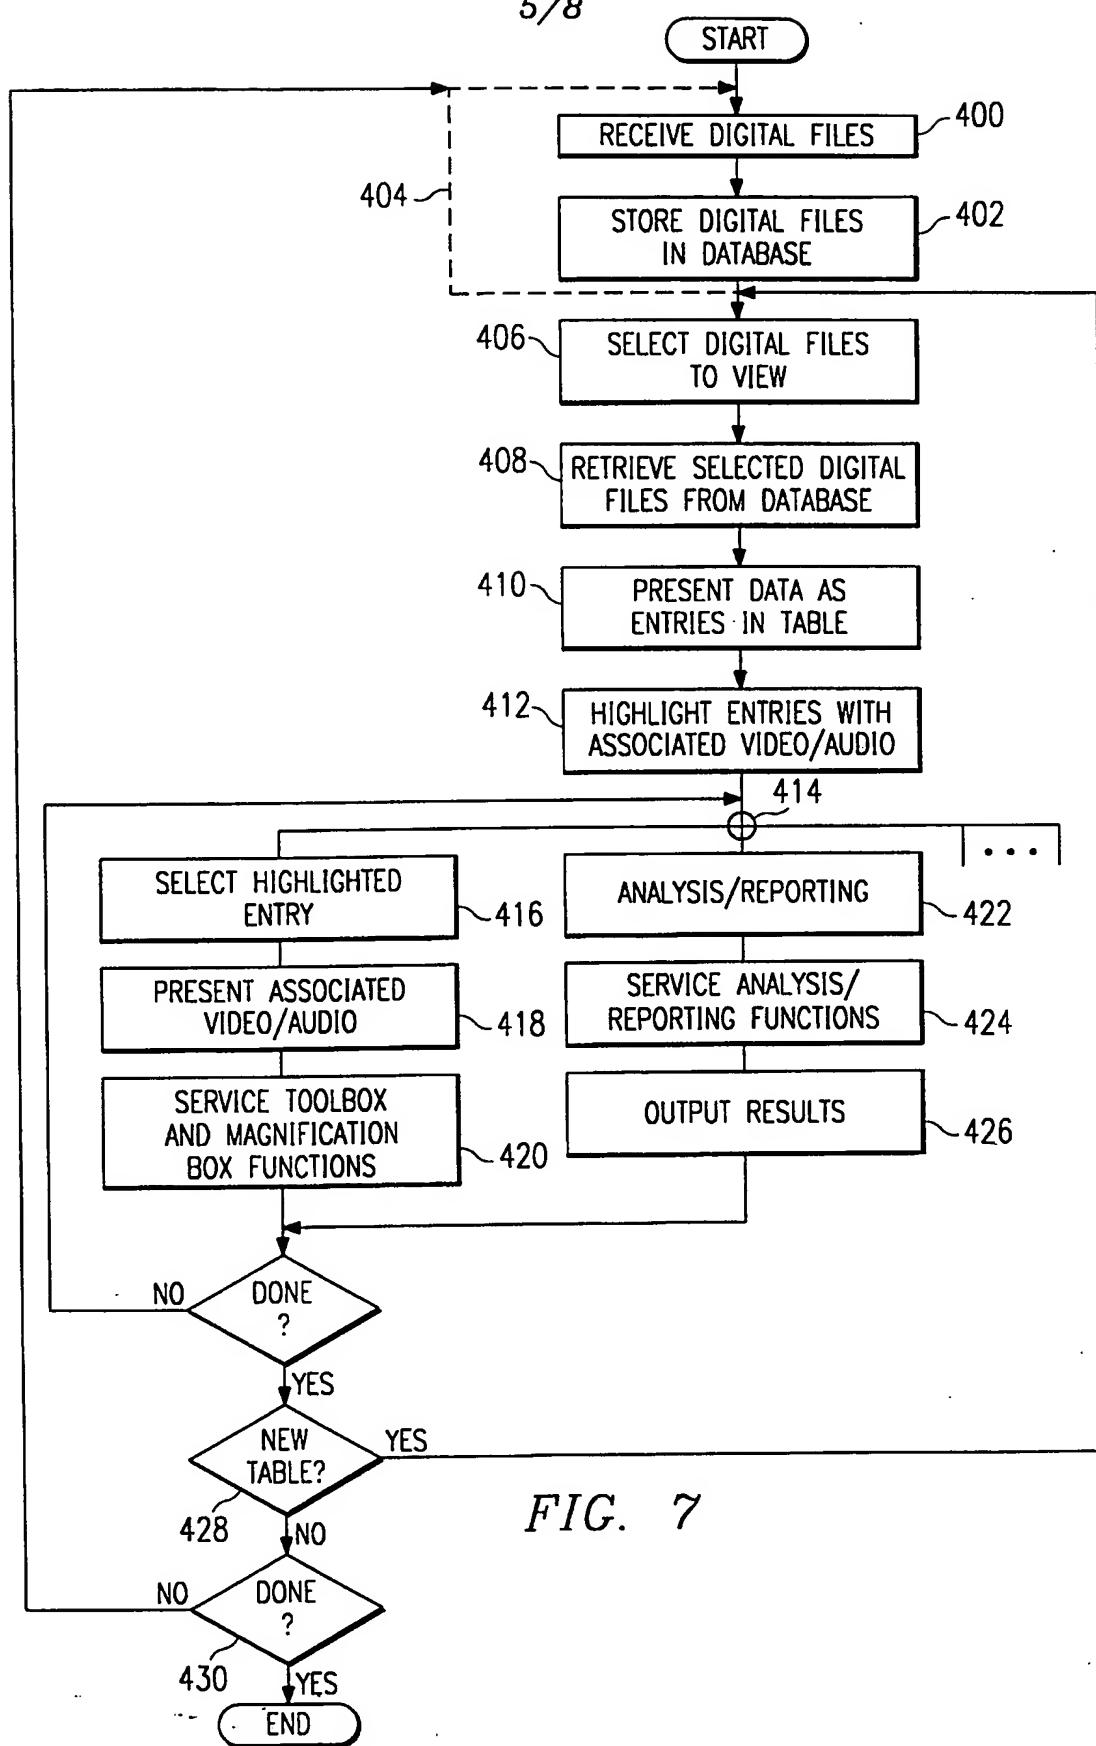 5/8
START
RECEIVE DIGITAL FILES
400
404
STORE DIGITAL FILES
IN DATABASE
402
406
SELECT DIGITAL FILES
TO VIEW
408
RETRIEVE SELECTED DIGITAL
FILES FROM DATABASE
410
PRESENT DATA AS
ENTRIES IN TABLE
412
HIGHLIGHT ENTRIES WITH
ASSOCIATED VIDEO/AUDIO
414
SELECT HIGHLIGHTED
ENTRY
416
ANALYSIS/REPORTING
422
...
PRESENT ASSOCIATED
VIDEO/AUDIO
418
SERVICE ANALYSIS/
REPORTING FUNCTIONS
424
SERVICE TOOLBOX
AND MAGNIFICATION
BOX FUNCTIONS
420
OUTPUT RESULTS
426
NO
DONE
?
YES
NEW
TABLE?
YES
428
NO
FIG. 7
NO
DONE
?
430
YES
END